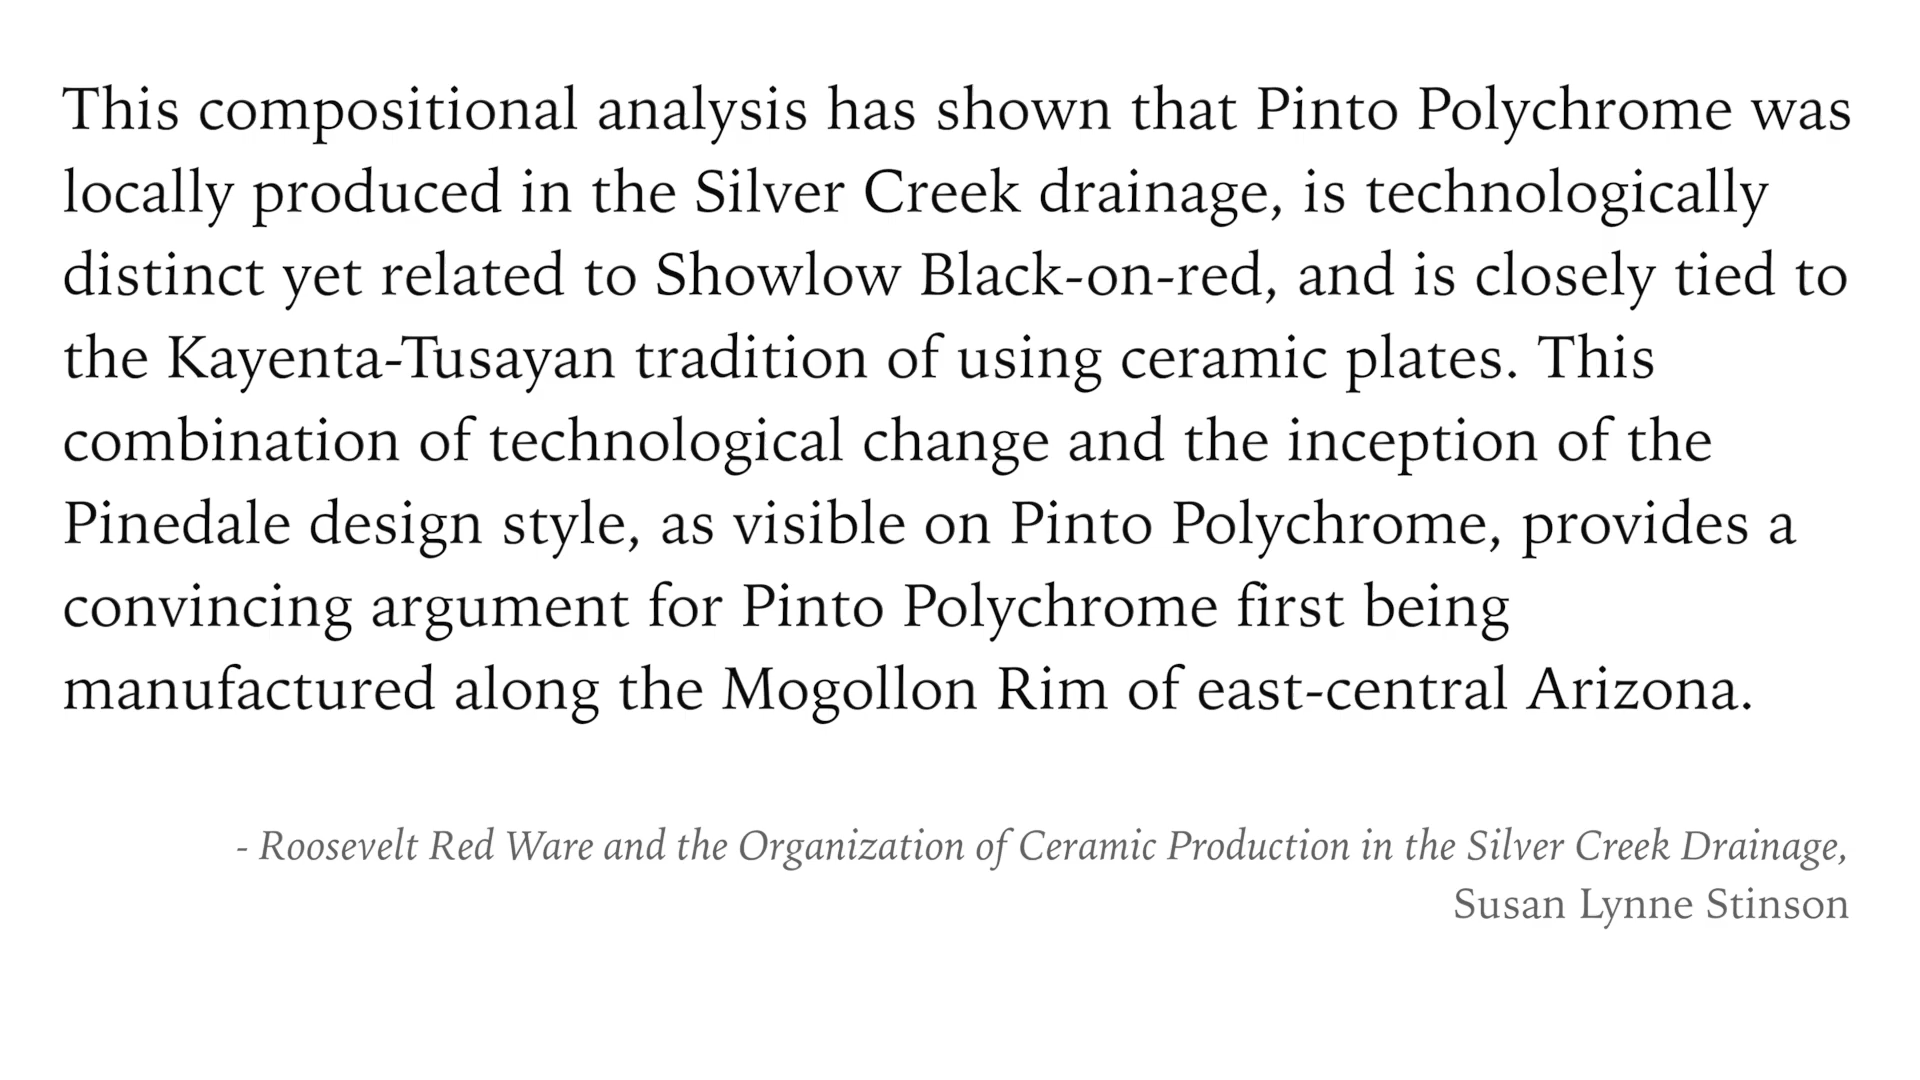 This compositional analysis has shown that Pinto Polychrome was
locally produced in the Silver Creek drainage, is technologically
distinct yet related to Showlow Black-on-red, and is closely tied to
the Kayenta-Tusayan tradition of using ceramic plates. This
combination of technological change and the inception of the
Pinedale design style, as visible on Pinto Polychrome, provides a
convincing argument for Pinto Polychrome first being
manufactured along the Mogollon Rim of east-central Arizona.
- Roosevelt Red Ware and the Organization of Ceramic Production in the Silver Creek Drainage,
Susan Lynne Stinson